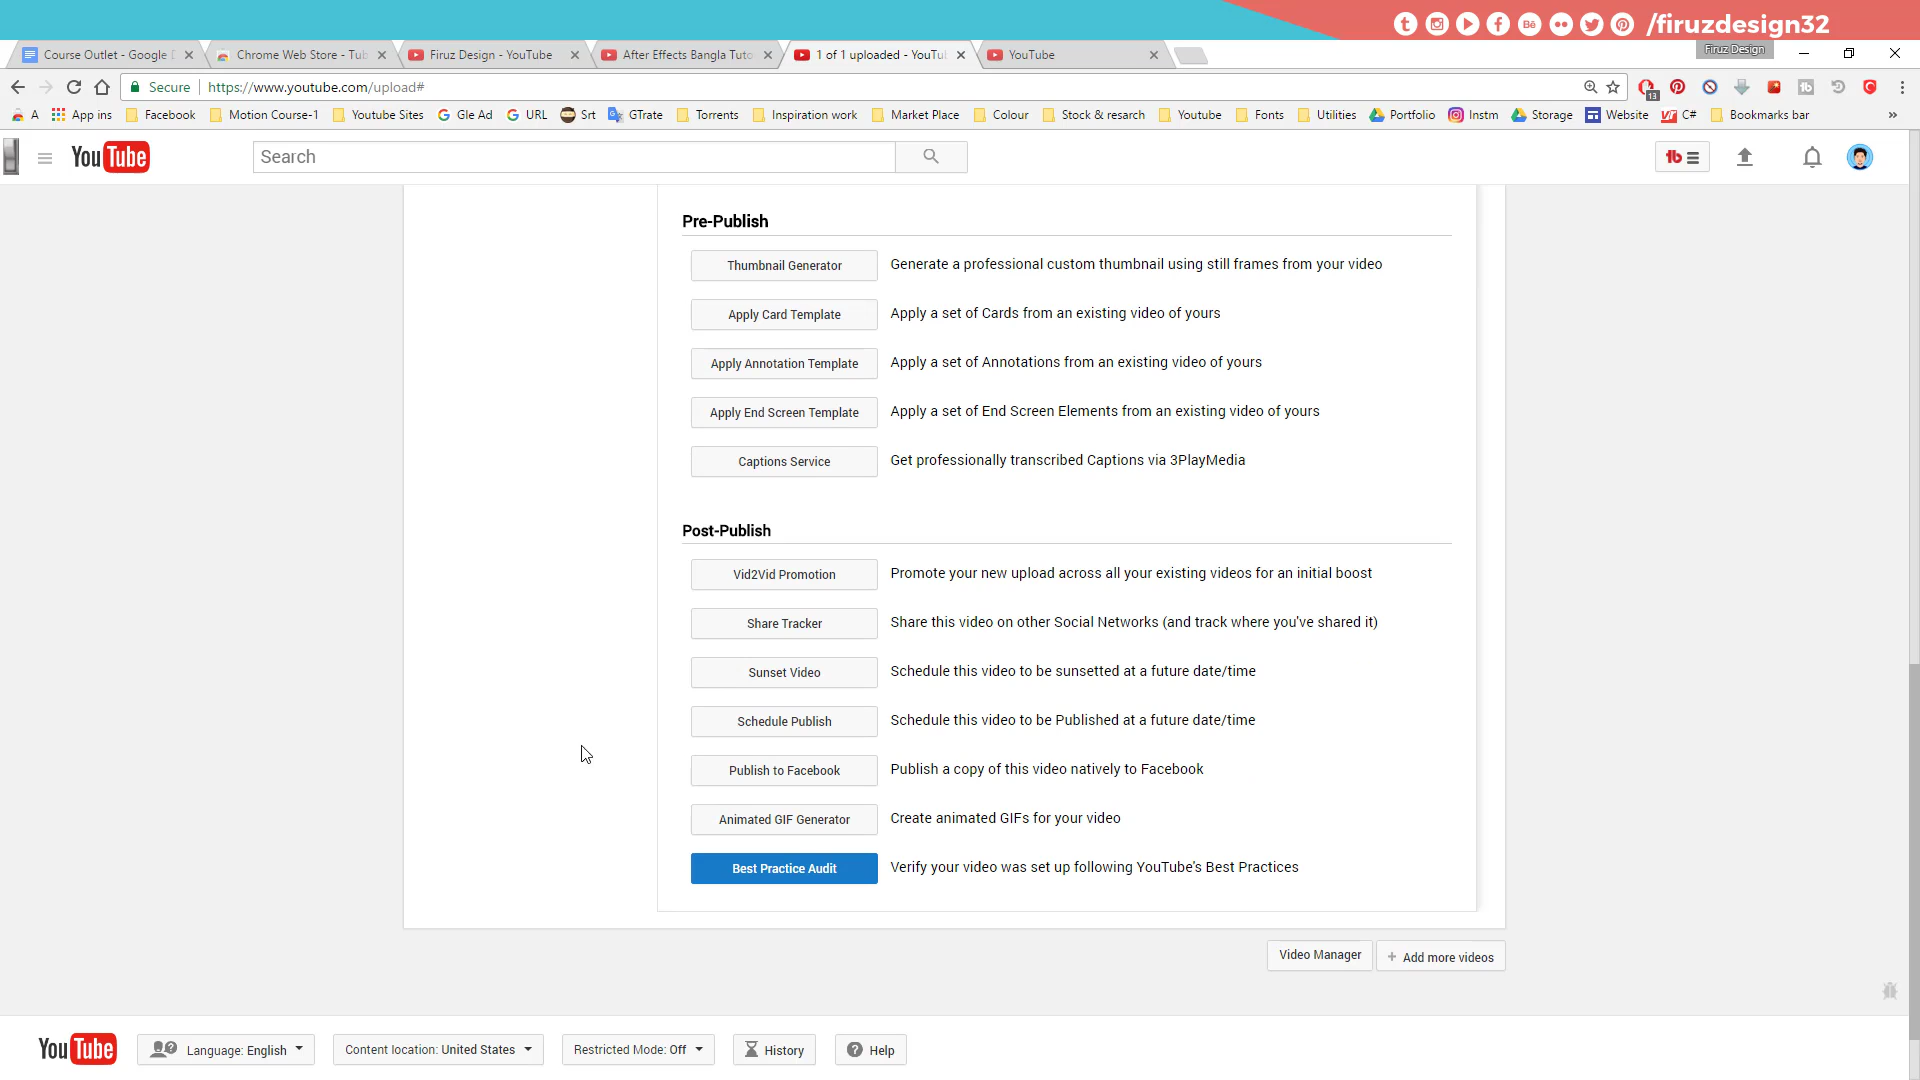 /firuzdesign32
Firuz Design
Course Outlet - Google
Chrome Web Store - Tub
Firuz Design - YouTube
After Effects Bangla Tuto
1 of 1 uploaded - YouTu
YouTube
Secure
https://www.youtube.com/upload#
13
A
App ins
Facebook
Motion Course-1
Youtube Sites
Gle Ad
URL
Srt
GTrate
Torrents
Inspiration work
Market Place
Colour
Stock & resarch
Youtube
Fonts
Utilities
Portfolio
Instm
Storage
Website
C#
Bookmarks bar
YouTube
Search
Pre-Publish
Thumbnail Generator
Generate a professional custom thumbnail using still frames from your video
Apply Card Template
Apply a set of Cards from an existing video of yours
Apply Annotation Template
Apply a set of Annotations from an existing video of yours
Apply End Screen Template
Apply a set of End Screen Elements from an existing video of yours
Captions Service
Get professionally transcribed Captions via 3PlayMedia
Post-Publish
Vid2Vid Promotion
Promote your new upload across all your existing videos for an initial boost
Share Tracker
Share this video on other Social Networks (and track where you've shared it)
Sunset Video
Schedule this video to be sunsetted at a future date/time
Schedule Publish
Schedule this video to be Published at a future date/time
Publish to Facebook
Publish a copy of this video natively to Facebook
Animated GIF Generator
Create animated GIFs for your video
Best Practice Audit
Verify your video was set up following YouTube's Best Practices
Video Manager
+ Add more videos
YouTube
Language: English
Content location: United States
Restricted Mode: Off
History
Help